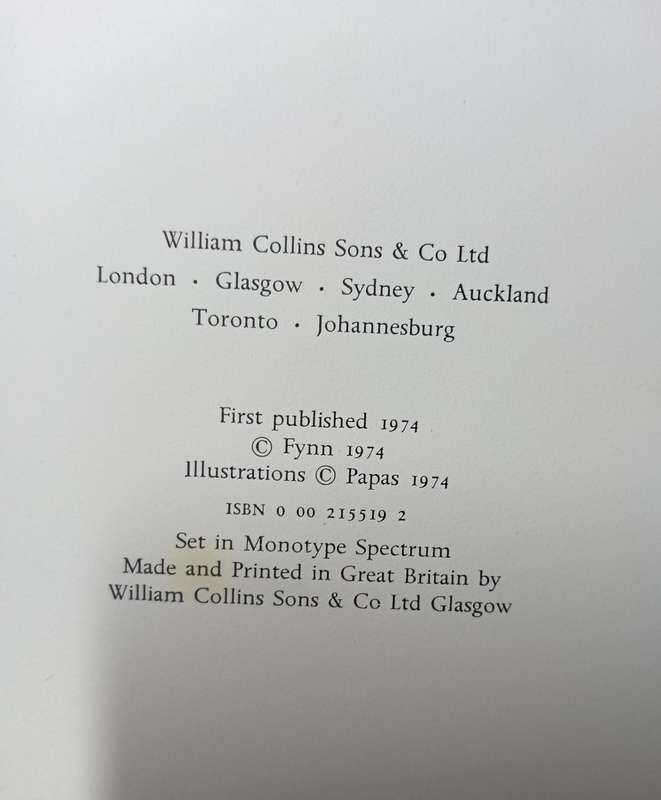 William Collins Sons & Co Ltd
London · Glasgow · Sydney · Auckland
Toronto · Johannesburg
First published 1974
© Fynn 1974
Illustrations © Papas 1974
ISBN 0 00 215519 2
Set in Monotype Spectrum
Made and Printed in Great Britain by
William Collins Sons & Co Ltd Glasgow